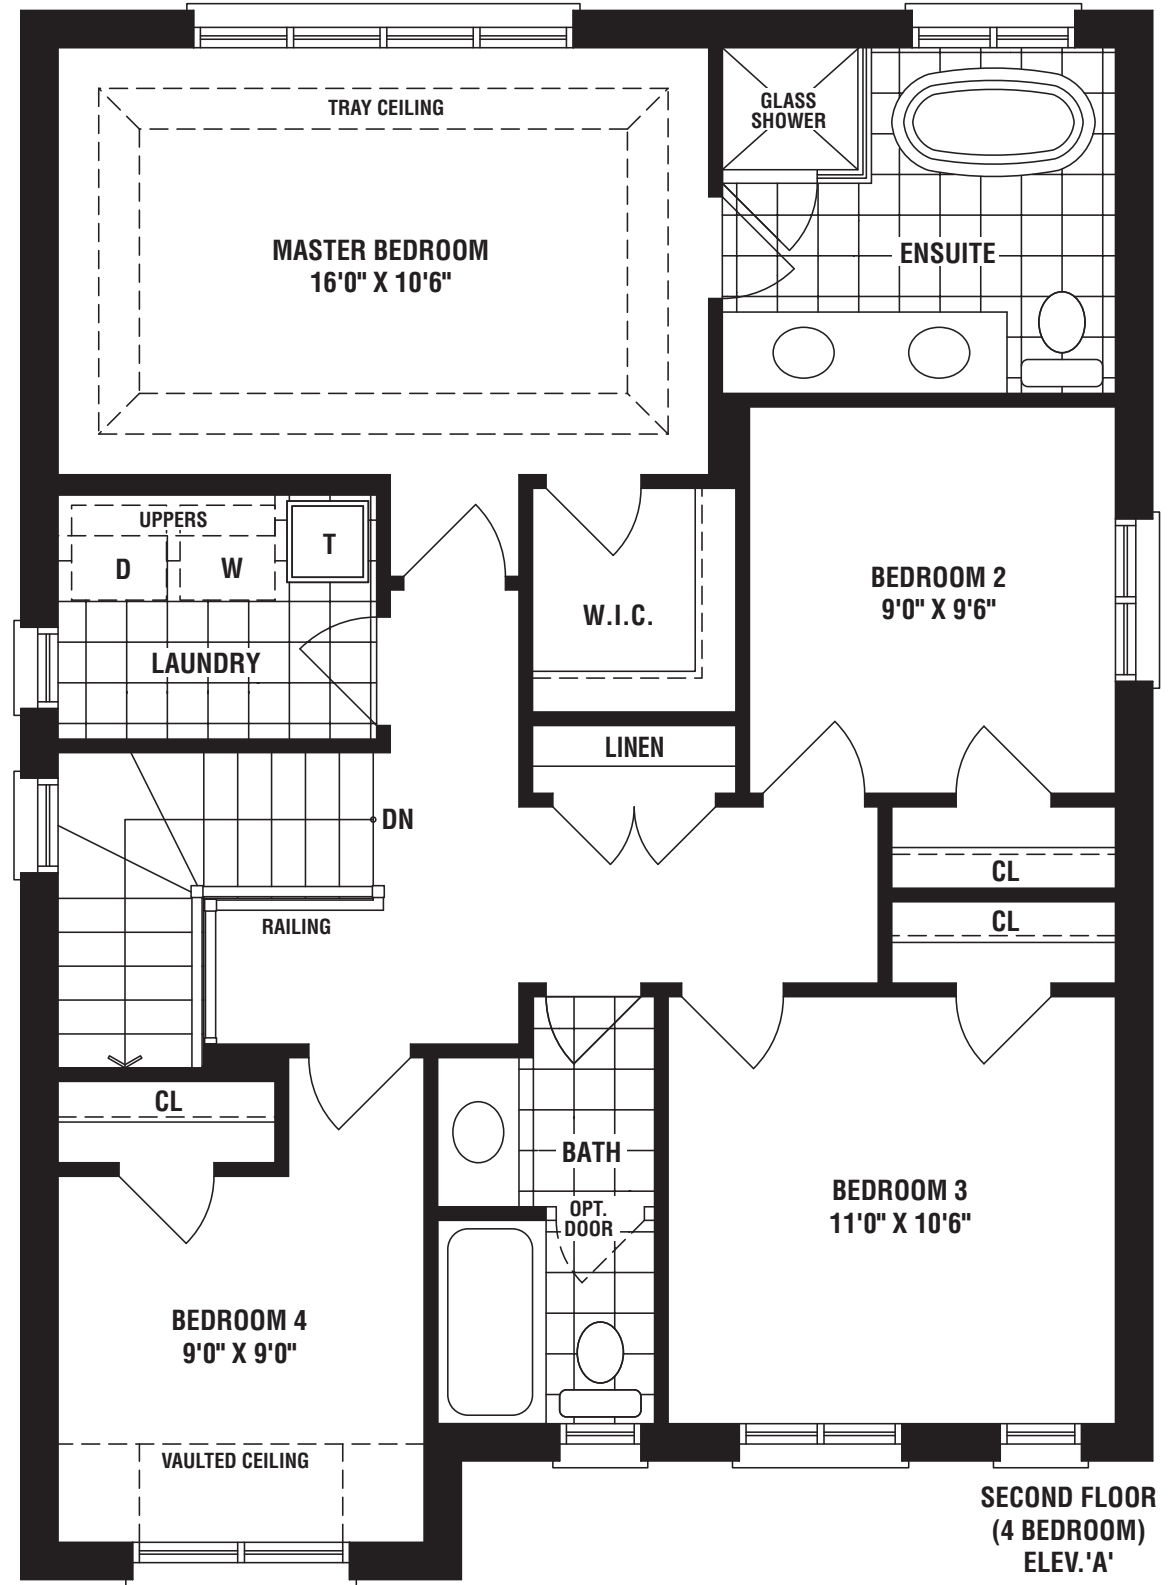 TRAY CEILING
GLASS
SHOWER
MASTER BEDROOM
16'0" X 10'6"
ENSUITE
UPPERS
D
W
T
LAUNDRY
W.I.C.
BEDROOM 2
9'0" X 9'6"
LINEN
DN
RAILING
CL
CL
CL
BATH
OPT.
DOOR
BEDROOM 3
11'0" X 10'6"
BEDROOM 4
9'0" X 9'0"
VAULTED CEILING
SECOND FLOOR
(4 BEDROOM)
ELEV.'A'